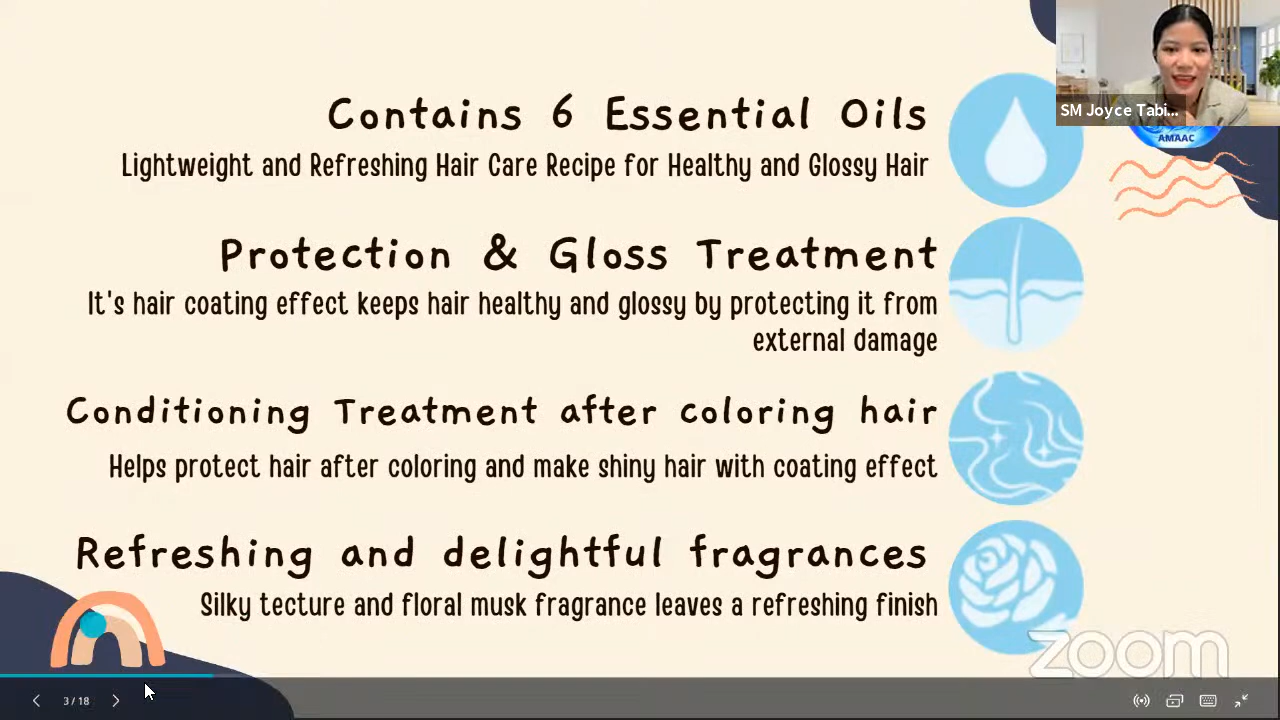 SM Joyce Tabi...
AMAAC
Contains 6 Essential Oils
Lightweight and Refreshing Hair Care Recipe for Healthy and Glossy Hair
Protection & Gloss Treatment
It's hair coating effect keeps hair healthy and glossy by protecting it from
external damage
Conditioning Treatment after coloring hair
Helps protect hair after coloring and make shiny hair with coating effect
Refreshing and delightful fragrances
Silky tecture and floral musk fragrance leaves a refreshing finish
zoom
3 / 18